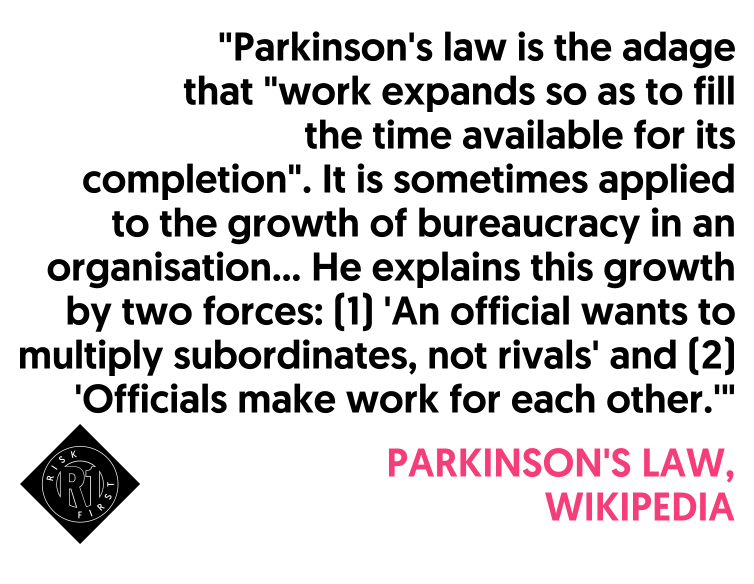 "Parkinson's law is the adage
that "work expands so as to fill
the time available for its
completion". It is sometimes applied
to the growth of bureaucracy in an
organisation... He explains this growth
by two forces: (1) 'An official wants to
multiply subordinates, not rivals' and (2)
'Officials make work for each other.'"
PARKINSON'S LAW,
WIKIPEDIA
RISK
R1
FIRST